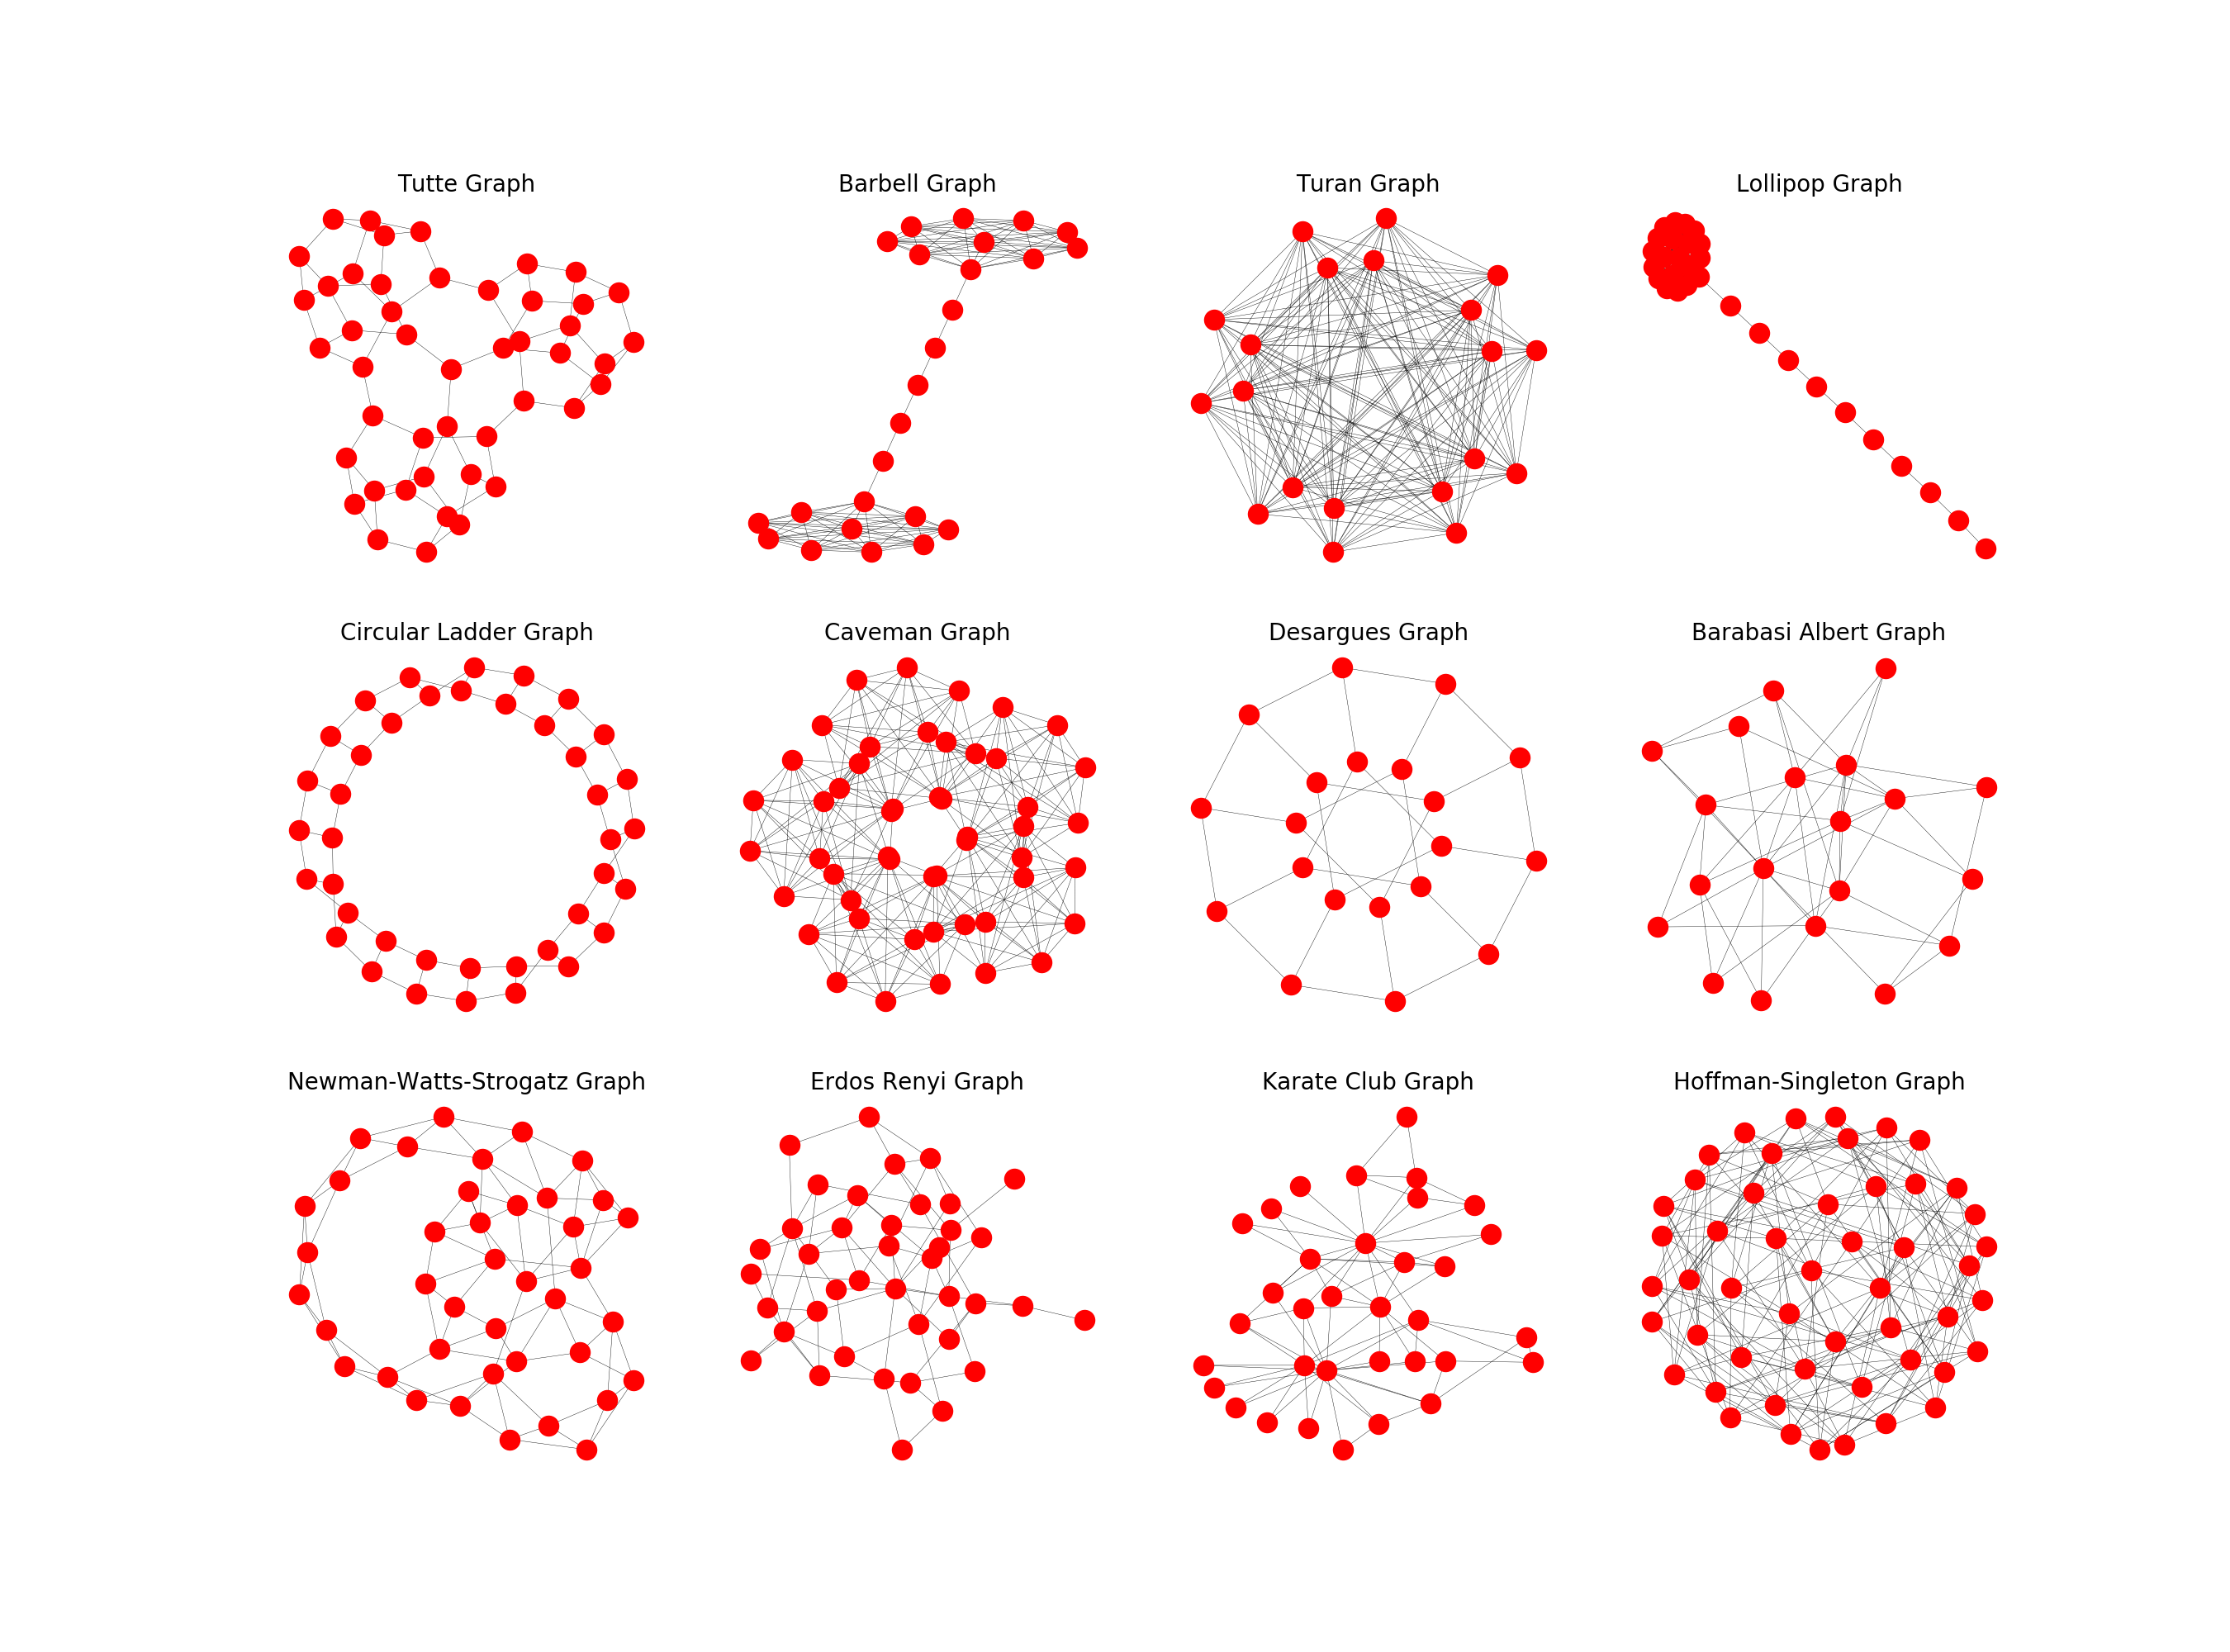 Tutte Graph
Barbell Graph
Turan Graph
Lollipop Graph
Circular Ladder Graph
Caveman Graph
Desargues Graph
Barabasi Albert Graph
Newman-Watts-Strogatz Graph
Erdos Renyi Graph
Karate Club Graph
Hoffman-Singleton Graph